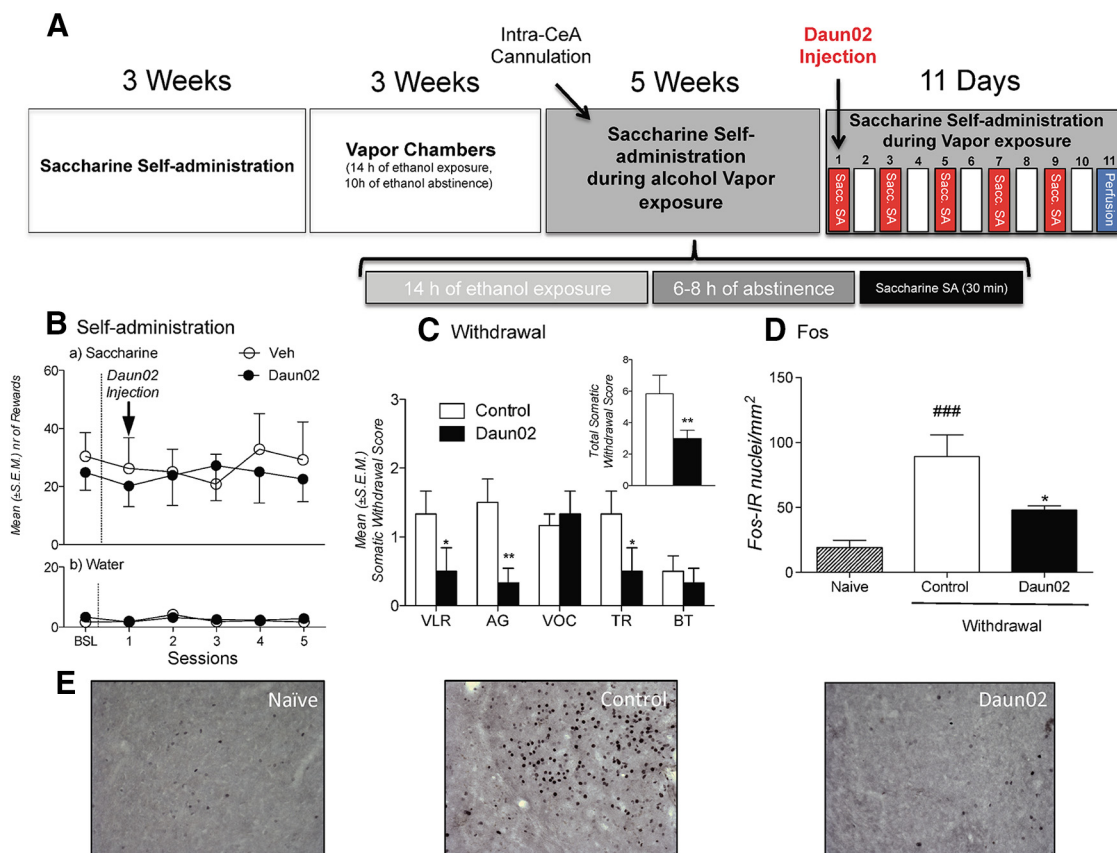 A
Intra-CeA
Cannulation
Daun02
Injection
3 Weeks
3 Weeks
5 Weeks
11 Days
Saccharine Self-administration
Vapor Chambers
(14 h of ethanol exposure,
10h of ethanol abstinence)
Saccharine Self-
administration
during alcohol Vapor
exposure
Saccharine Self-administration
during Vapor exposure
1 2 3 4 5 6 7 8 9 10 11
Sacc. SA
Sacc. SA
Sacc. SA
Sacc. SA
Sacc. SA
Perfusion
14 h of ethanol exposure
6-8 h of abstinence
Saccharine SA (30 min)
B Self-administration
a) Saccharine
Veh
Daun02
Daun02
Injection
Mean (±S.E.M.) nr of Rewards
60
40
20
0
b) Water
20
0
BSL 1 2 3 4 5
Sessions
C Withdrawal
Control
Daun02
Mean (±S.E.M.)
Somatic Withdrawal Score
3
2
1
0
*
**
*
VLR AG VOC TR BT
Total Somatic
Withdrawal Score
8
6
4
2
0
**
D Fos
Fos-IR nuclei/mm2
150
100
50
0
###
*
Naive Control Daun02
Withdrawal
E
Naïve
Control
Daun02